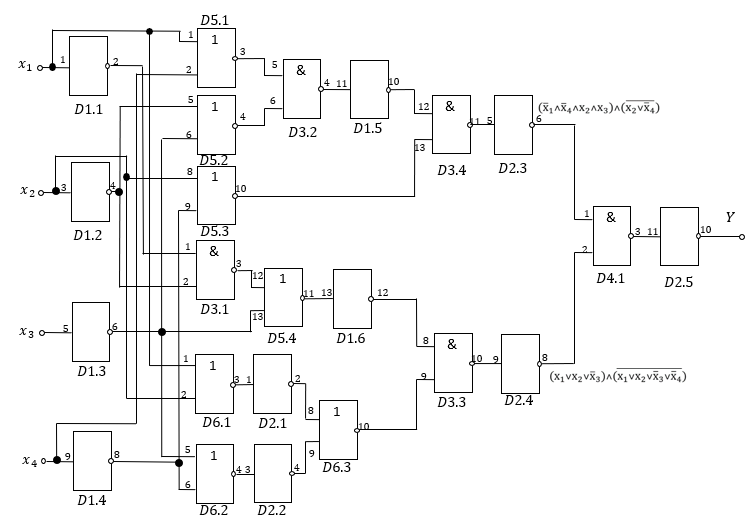 D5.1
1 1 3
x₁ 1 2 2 5 & 4 11 10
D1.1 5 1 4 6 D3.2 D1.5 12 & 11 5 6 (x̄₁∧x̄₄∧x₂∧x₃)∧(x₂∨x̄₄)
6 13 D3.4 D2.3
D5.2
x₂ 3 4 8 1 10
D1.2 9 D5.3 1 & 3 11 10 Y
1 & 3 2 D4.1 D2.5
2 12 1 11 13 12
D3.1 13
x₃ 5 6 D5.4 D1.6
D1.3 8 & 10 9 8
1 1 3 1 2 9 D3.3 D2.4 (x₁∨x₂∨x̄₃)∧(x₁∨x₂∨x̄₃∨x̄₄)
2 D6.1 D2.1 8 1 10
x₄ 9 8 5 1 4 3 4 9 D6.3
D1.4 6 D6.2 D2.2